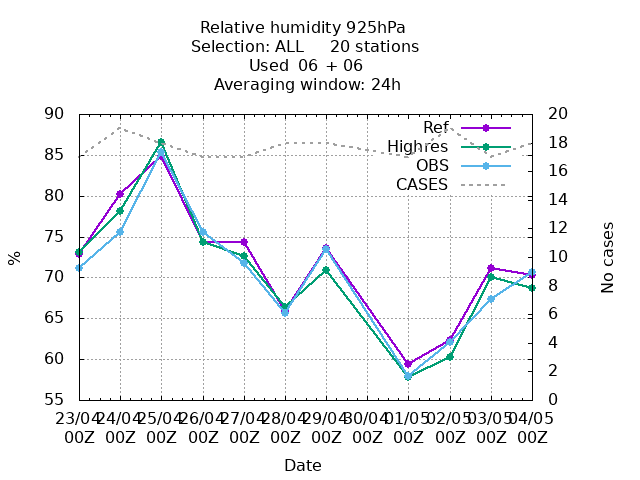 Relative humidity 925hPa
Selection: ALL     20 stations
Used  06 + 06
Averaging window: 24h
90
85
80
75
70
65
60
55
20
18
16
14
12
10
8
6
4
2
0
Ref
Highres
OBS
CASES
%
No cases
23/04 24/04 25/04 26/04 27/04 28/04 29/04 30/04 01/05 02/05 03/05 04/05
00Z 00Z 00Z 00Z 00Z 00Z 00Z 00Z 00Z 00Z 00Z 00Z
Date